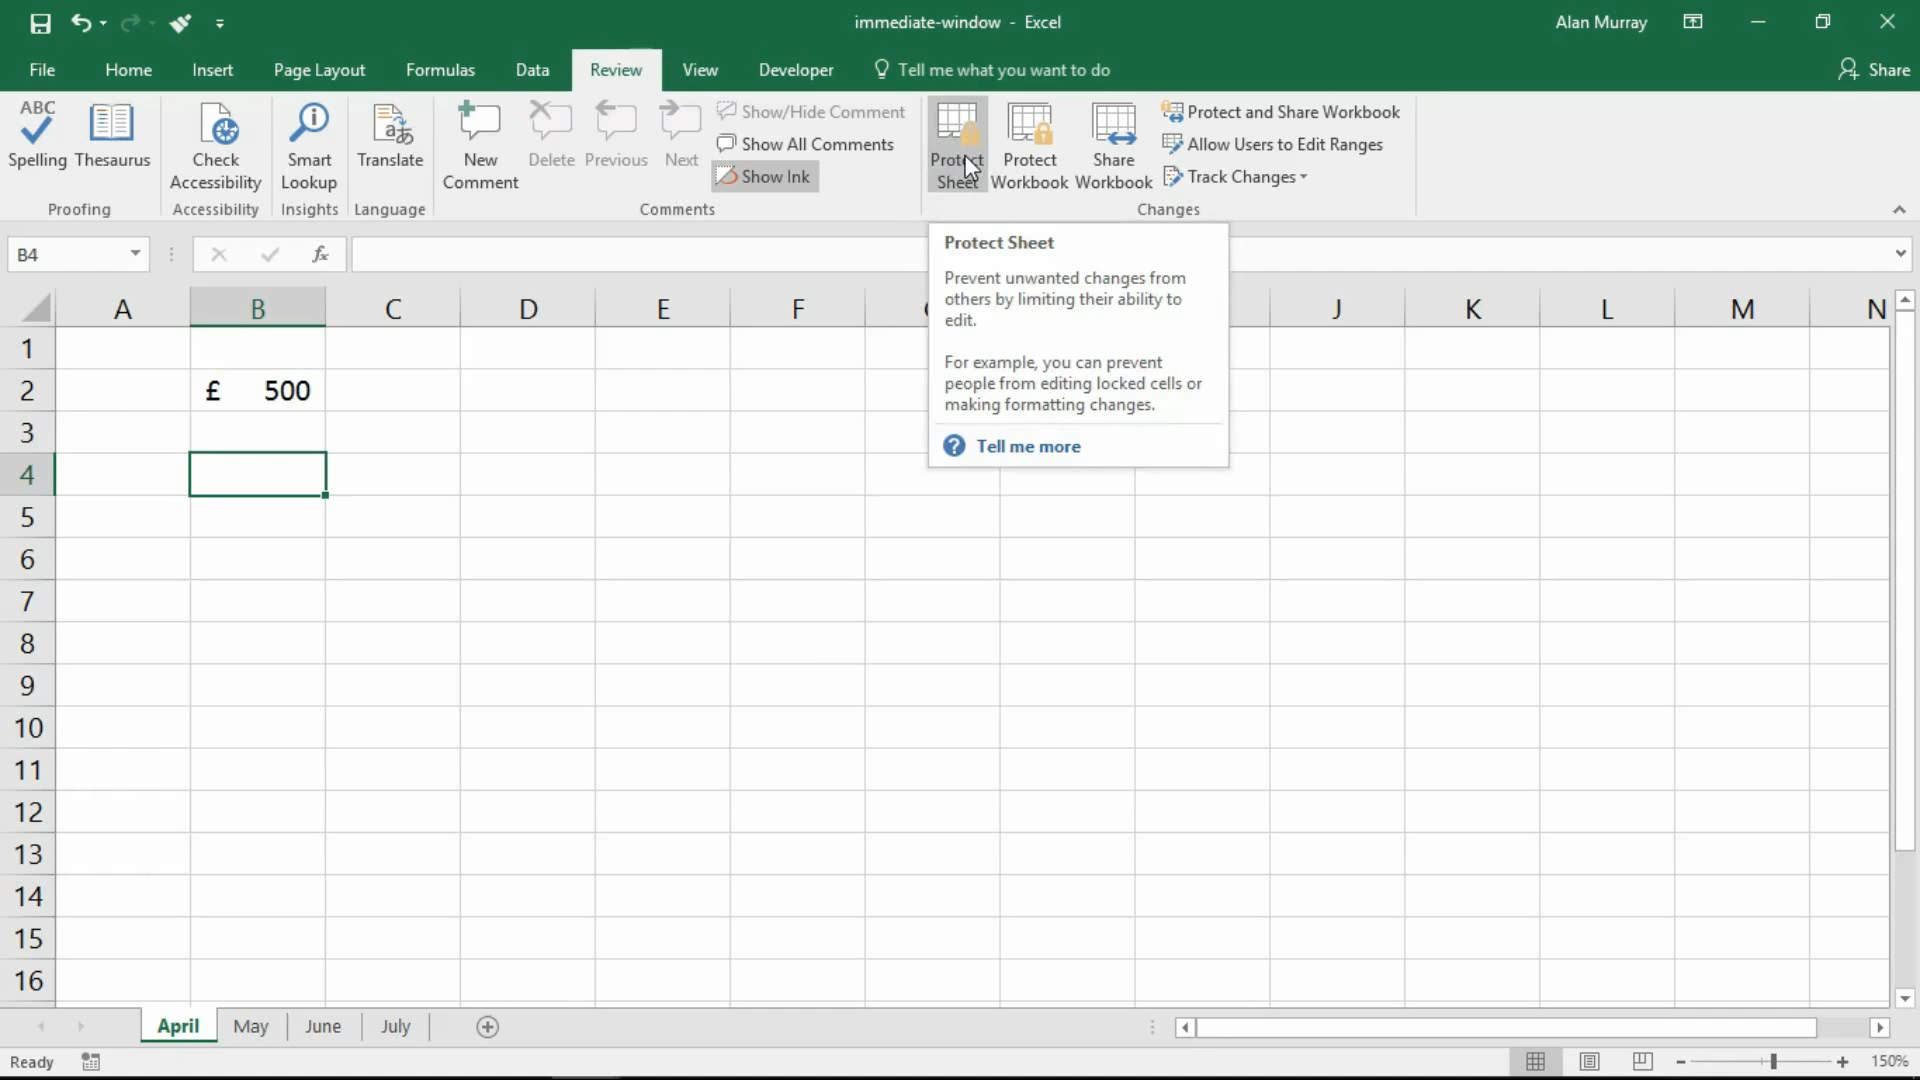 immediate-window - Excel
Alan Murray
File Home Insert Page Layout Formulas Data Review View Developer Tell me what you want to do Share
ABC
Spelling
Thesaurus
Proofing
Check
Accessibility
Accessibility
Smart
Lookup
Insights
Translate
Language
New
Comment
Delete
Previous
Next
Show/Hide Comment
Show All Comments
Show Ink
Comments
Protect
Sheet
Protect
Workbook
Share
Workbook
Protect and Share Workbook
Allow Users to Edit Ranges
Track Changes
Changes
B4
fx
Protect Sheet
Prevent unwanted changes from
others by limiting their ability to
edit.
For example, you can prevent
people from editing locked cells or
making formatting changes.
? Tell me more
A B C D E F J K L M N
1
2 £ 500
3
4
5
6
7
8
9
10
11
12
13
14
15
16
April May June July
Ready
150%